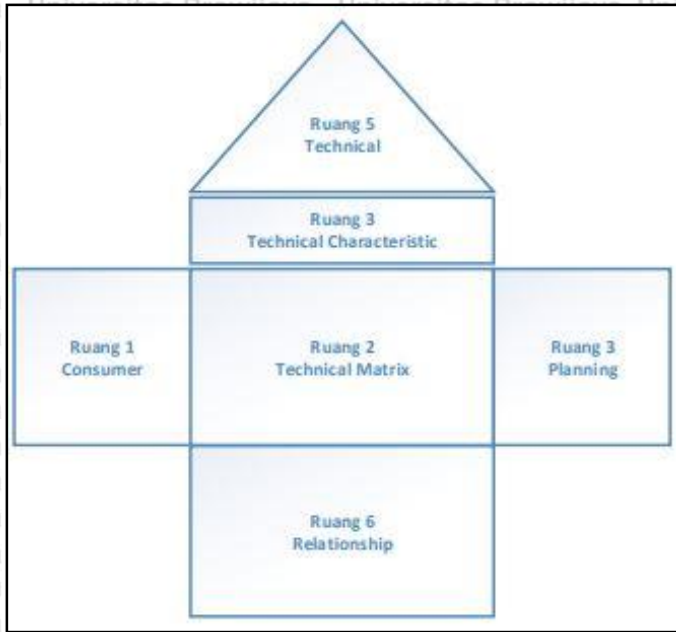 Ruang 5
Technical
Ruang 3
Technical Characteristic
Ruang 1
Consumer
Ruang 2
Technical Matrix
Ruang 3
Planning
Ruang 6
Relationship